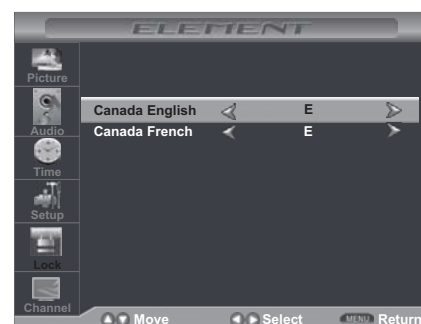 ELEMENT
Picture
Audio
Time
Setup
Lock
Channel
Canada English E
Canada French E
Move Select MENU Return